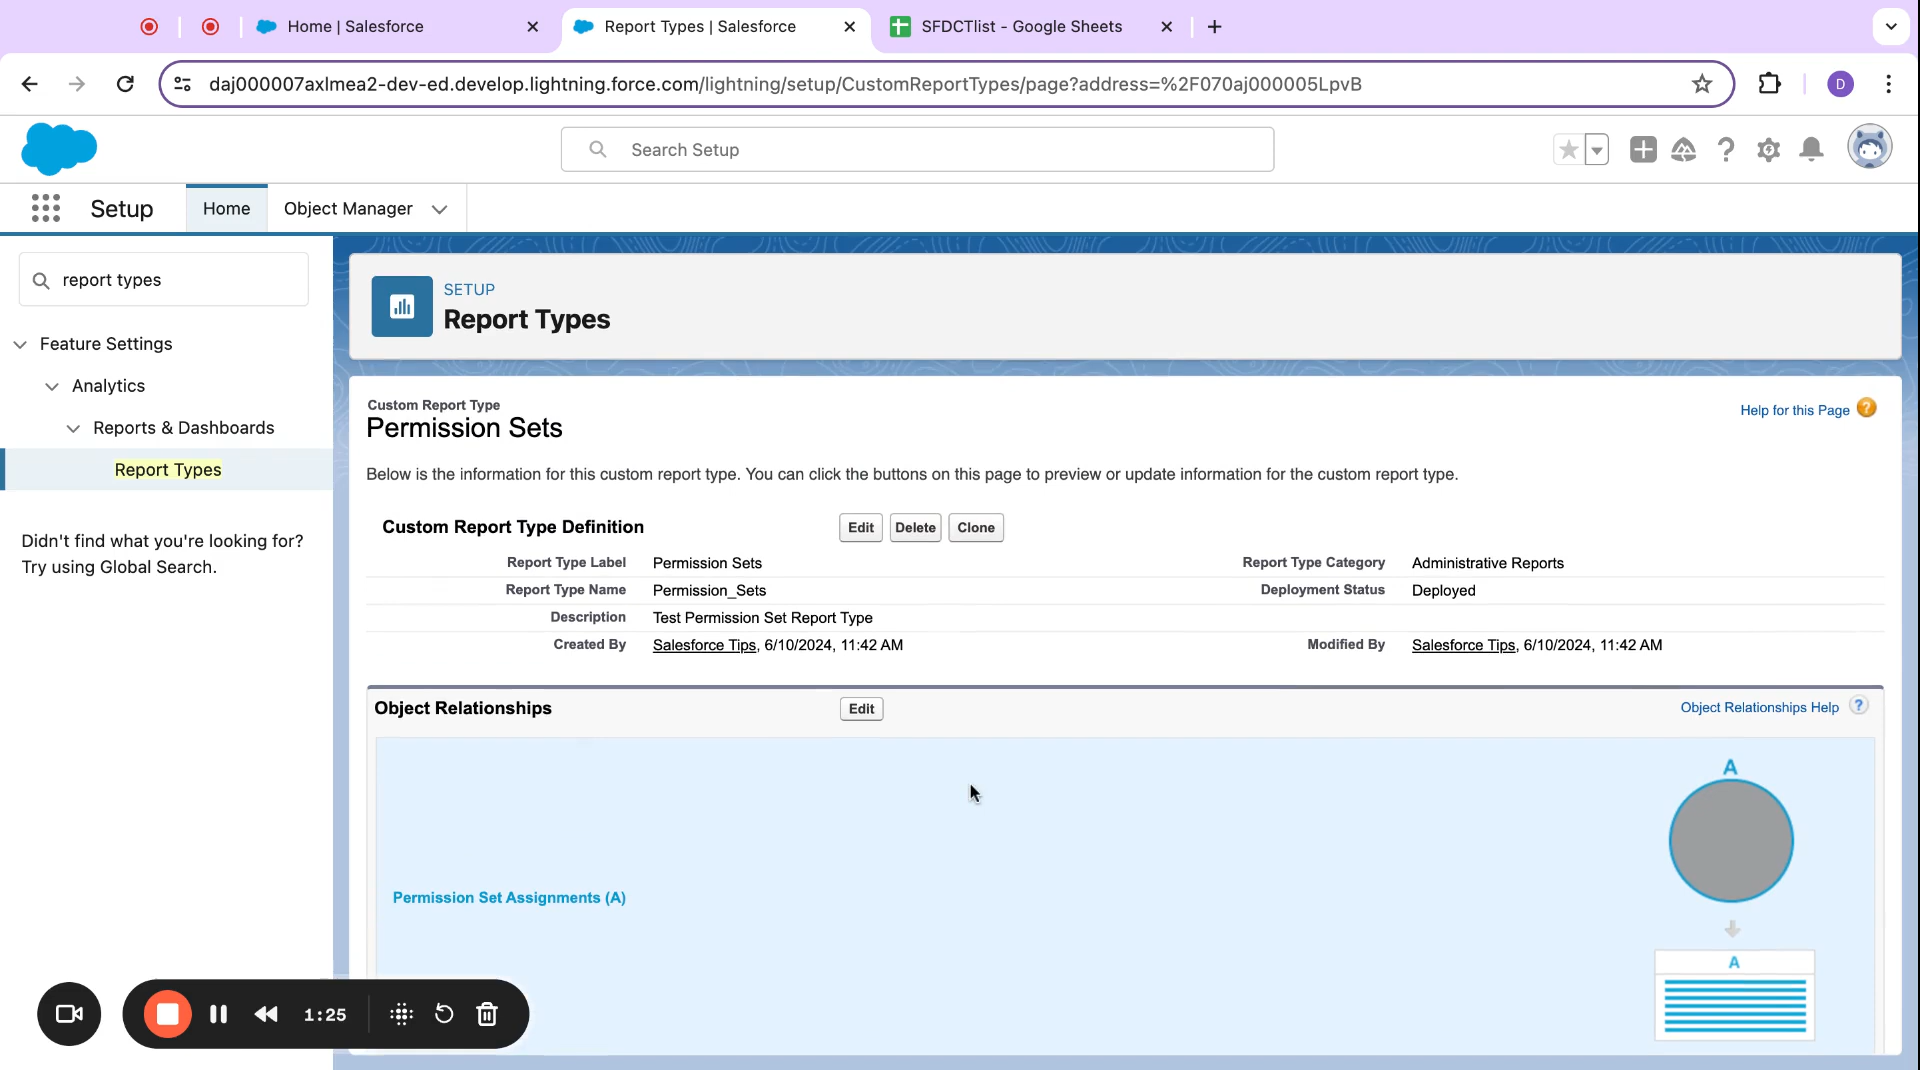 Home | Salesforce
Report Types | Salesforce
SFDCTlist - Google Sheets
daj000007axlmea2-dev-ed.develop.lightning.force.com/lightning/setup/CustomReportTypes/page?address=%2F070aj000005LpvB
D
Search Setup
Setup
Home
Object Manager
report types
Feature Settings
Analytics
Reports & Dashboards
Report Types
Didn't find what you're looking for?
Try using Global Search.
SETUP
Report Types
Custom Report Type
Permission Sets
Help for this Page ?
Below is the information for this custom report type. You can click the buttons on this page to preview or update information for the custom report type.
Custom Report Type Definition
Edit
Delete
Clone
Report Type Label Permission Sets
Report Type Category Administrative Reports
Report Type Name Permission_Sets
Deployment Status Deployed
Description Test Permission Set Report Type
Created By Salesforce Tips, 6/10/2024, 11:42 AM
Modified By Salesforce Tips, 6/10/2024, 11:42 AM
Object Relationships
Edit
Object Relationships Help ?
A
Permission Set Assignments (A)
A
1:25